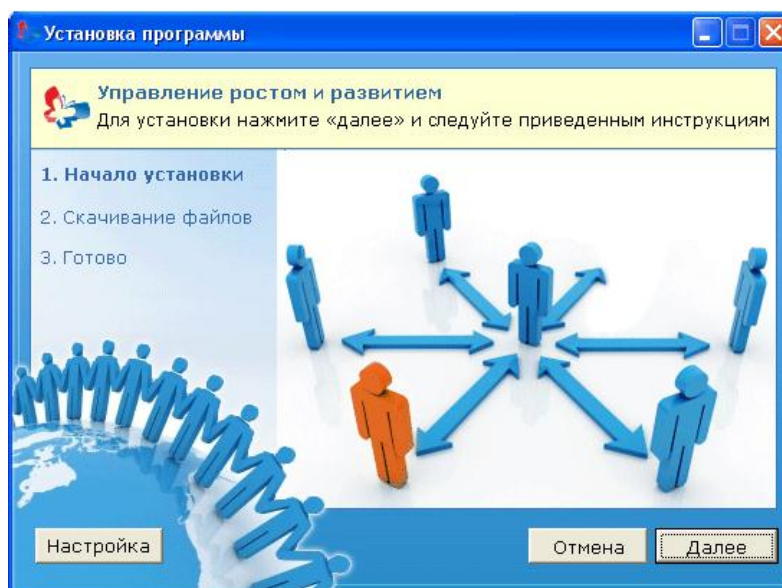 Установка программы
Управление ростом и развитием
Для установки нажмите «далее» и следуйте приведенным инструкциям
1. Начало установки
2. Скачивание файлов
3. Готово
Настройка
Отмена
Далее